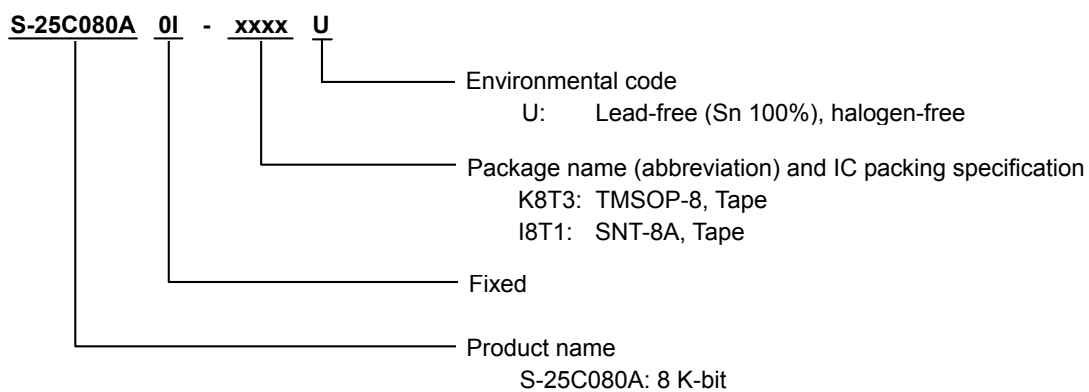 S-25C080A 0I - xxxx U
Environmental code
U: Lead-free (Sn 100%), halogen-free
Package name (abbreviation) and IC packing specification
K8T3: TMSOP-8, Tape
I8T1: SNT-8A, Tape
Fixed
Product name
S-25C080A: 8 K-bit